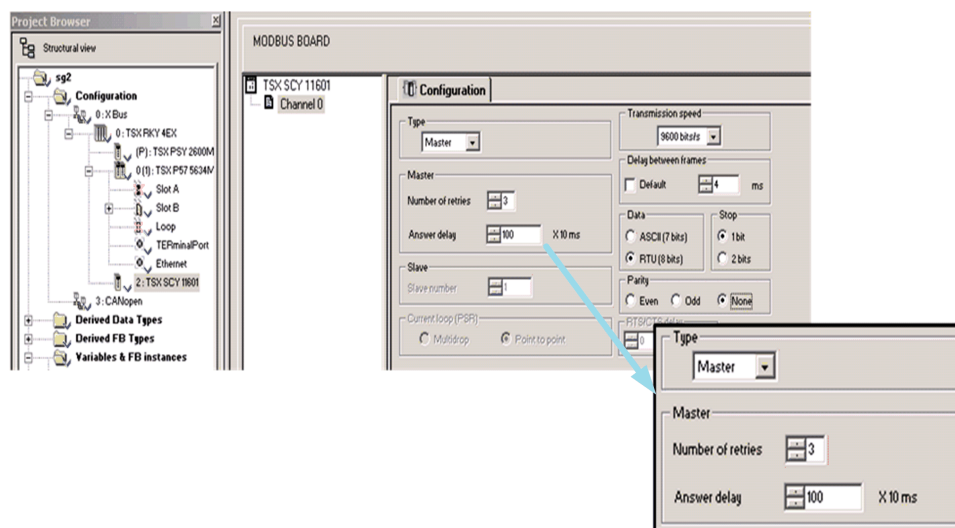 Project Browser
Structural view
sg2
Configuration
0 : X Bus
0 : TSX RKY 4EX
(P) : TSX PSY 2600M
0 (1) : TSX P57 5634M
Slot A
Slot B
Loop
TERminalPort
Ethernet
2 : TSX SCY 11601
3 : CANopen
Derived Data Types
Derived FB Types
Variables & FB instances
MODBUS BOARD
TSX SCY 11601
Channel 0
Configuration
Type
Master
Master
Number of retries 3
Answer delay 100 X 10 ms
Slave
Slave number 1
Current loop (PSR)
Multidrop Point to point
Transmission speed
9600 bits/s
Delay between frames
Default 4 ms
Data
ASCII (7 bits)
RTU (8 bits)
Stop
1 bit
2 bits
Parity
Even Odd None
RTS/CTS delay
0
Type
Master
Master
Number of retries 3
Answer delay 100 X 10 ms